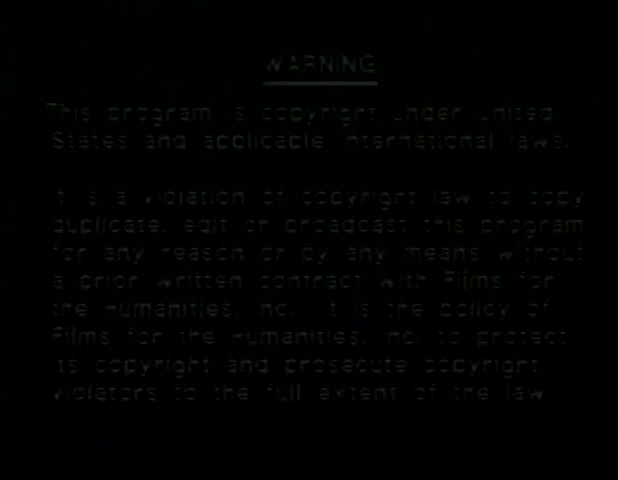 WARNING
This program is copyright under United
States and applicable international laws.
It is a violation of copyright law to copy
duplicate, edit or broadcast this program
for any reason or by any means without
a prior written contract with Films for
the Humanities, Inc. It is the policy of
Films for the Humanities, Inc. to protect
its copyright and prosecute copyright
violators to the full extent of the law